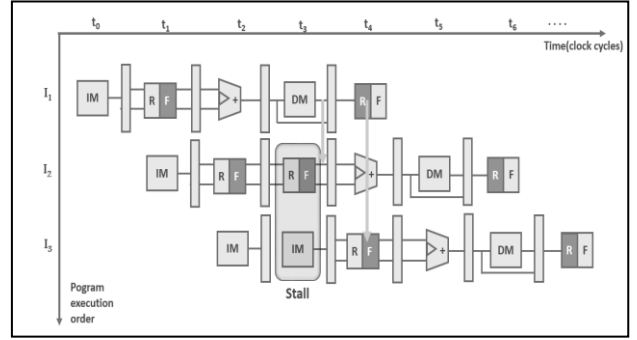 t0 t1 t2 t3 t4 t5 t6 ....
Time(clock cycles)
I1 IM R F + DM R F
I2 IM R F R F + DM R F
I3 IM IM R F + DM R F
Stall
Pogram
execution
order